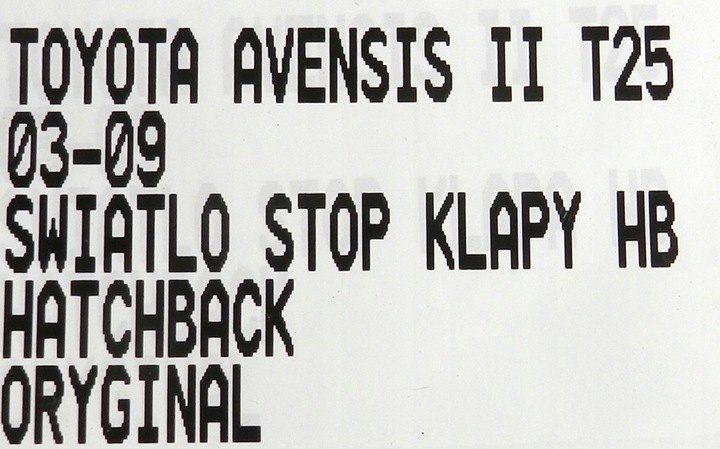 TOYOTA AVENSIS II T25
03-09
SWIATLO STOP KLAPY HB
HATCHBACK
ORYGINAL